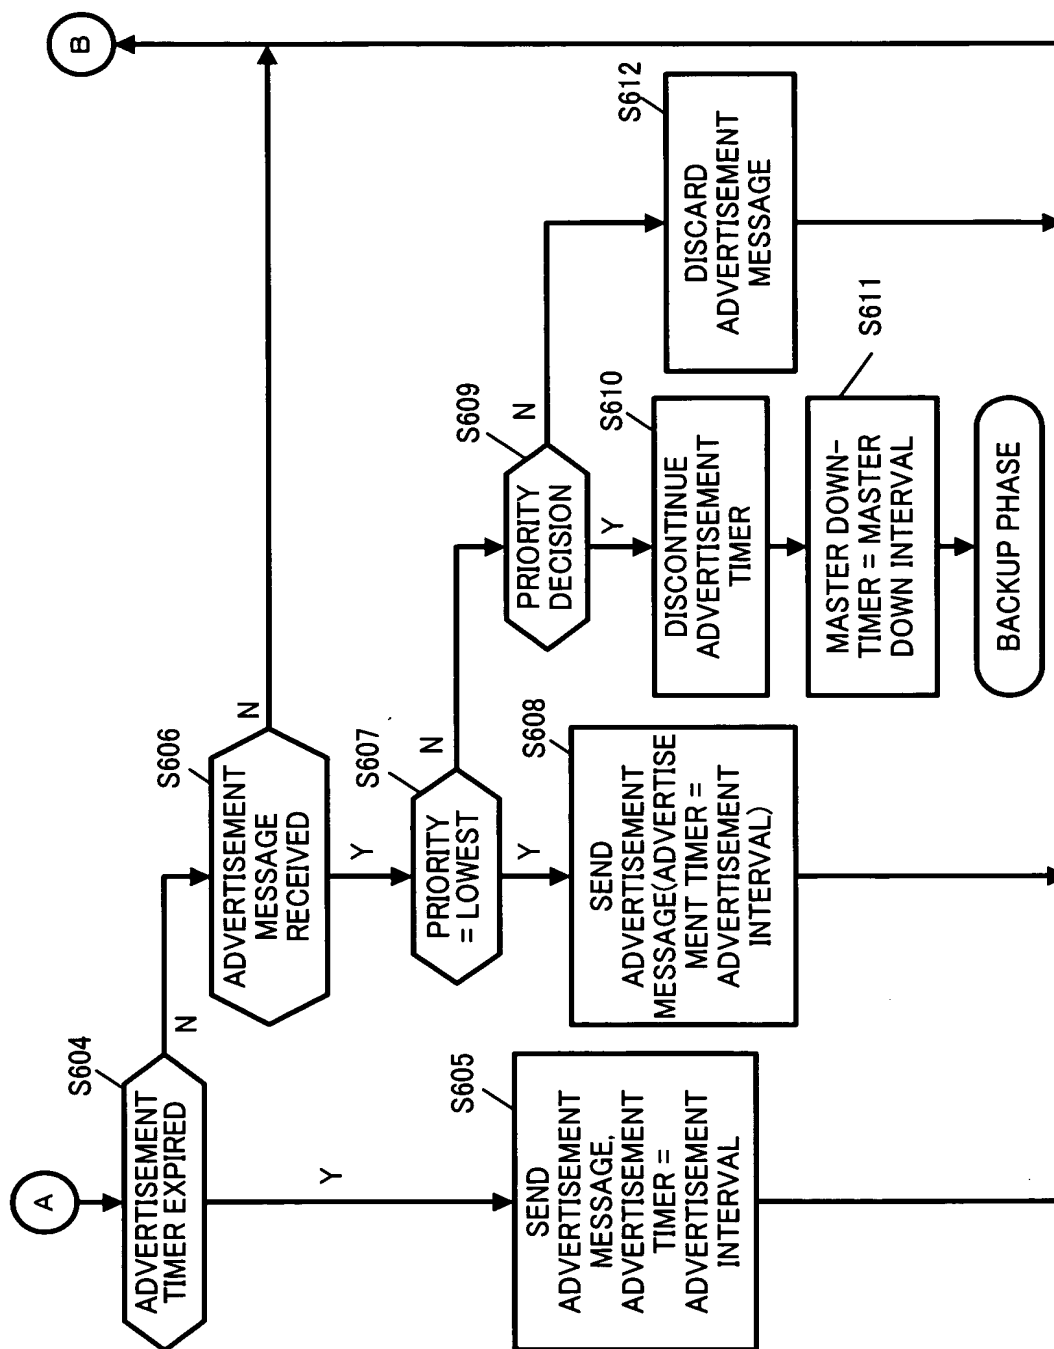 A
S604
ADVERTISEMENT
TIMER EXPIRED
N
Y
S605
SEND
ADVERTISEMENT
MESSAGE,
ADVERTISEMENT
TIMER =
ADVERTISEMENT
INTERVAL
S606
ADVERTISEMENT
MESSAGE
RECEIVED
N
Y
S607
PRIORITY
= LOWEST
N
Y
S608
SEND
ADVERTISEMENT
MESSAGE(ADVERTISE
MENT TIMER =
ADVERTISEMENT
INTERVAL)
S609
PRIORITY
DECISION
N
Y
S610
DISCONTINUE
ADVERTISEMENT
TIMER
S611
MASTER DOWN-
TIMER = MASTER
DOWN INTERVAL
BACKUP PHASE
S612
DISCARD
ADVERTISEMENT
MESSAGE
B